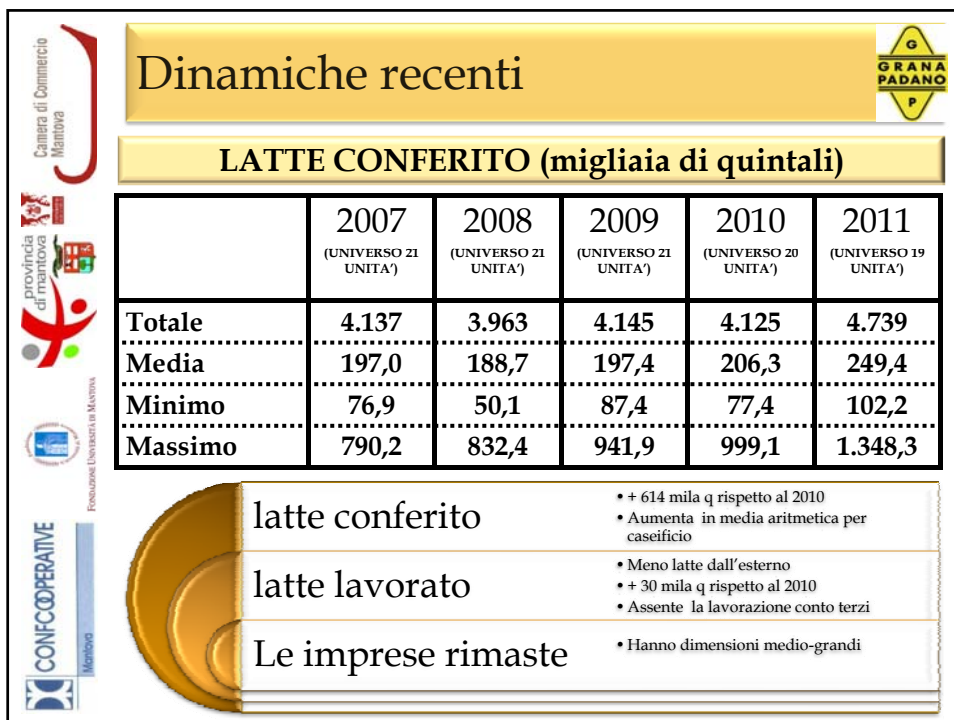 Dinamiche recenti
G
GRANA
PADANO
P
Camera di Commercio
Mantova
provincia
di mantova
FONDAZIONE UNIVERSITÀ DI MANTOVA
CONFCOOPERATIVE
Mantova
LATTE CONFERITO (migliaia di quintali)
2007 2008 2009 2010 2011
(UNIVERSO 21 (UNIVERSO 21 (UNIVERSO 21 (UNIVERSO 20 (UNIVERSO 19
UNITA’) UNITA’) UNITA’) UNITA’) UNITA’)
Totale 4.137 3.963 4.145 4.125 4.739
Media 197,0 188,7 197,4 206,3 249,4
Minimo 76,9 50,1 87,4 77,4 102,2
Massimo 790,2 832,4 941,9 999,1 1.348,3
latte conferito
• + 614 mila q rispetto al 2010
• Aumenta in media aritmetica per
caseificio
latte lavorato
• Meno latte dall’esterno
• + 30 mila q rispetto al 2010
• Assente la lavorazione conto terzi
Le imprese rimaste
• Hanno dimensioni medio-grandi